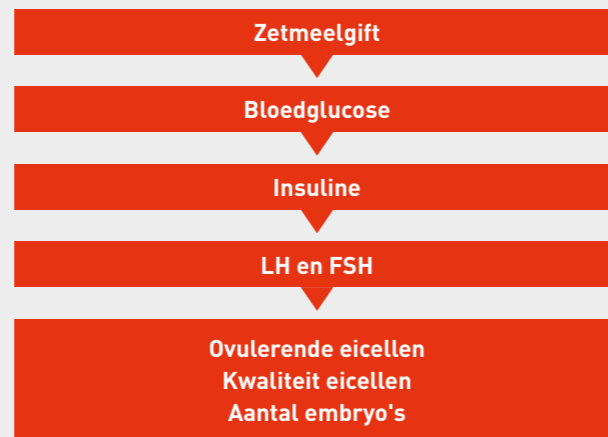 Zetmeelgift
Bloedglucose
Insuline
LH en FSH
Ovulerende eicellen
Kwaliteit eicellen
Aantal embryo's